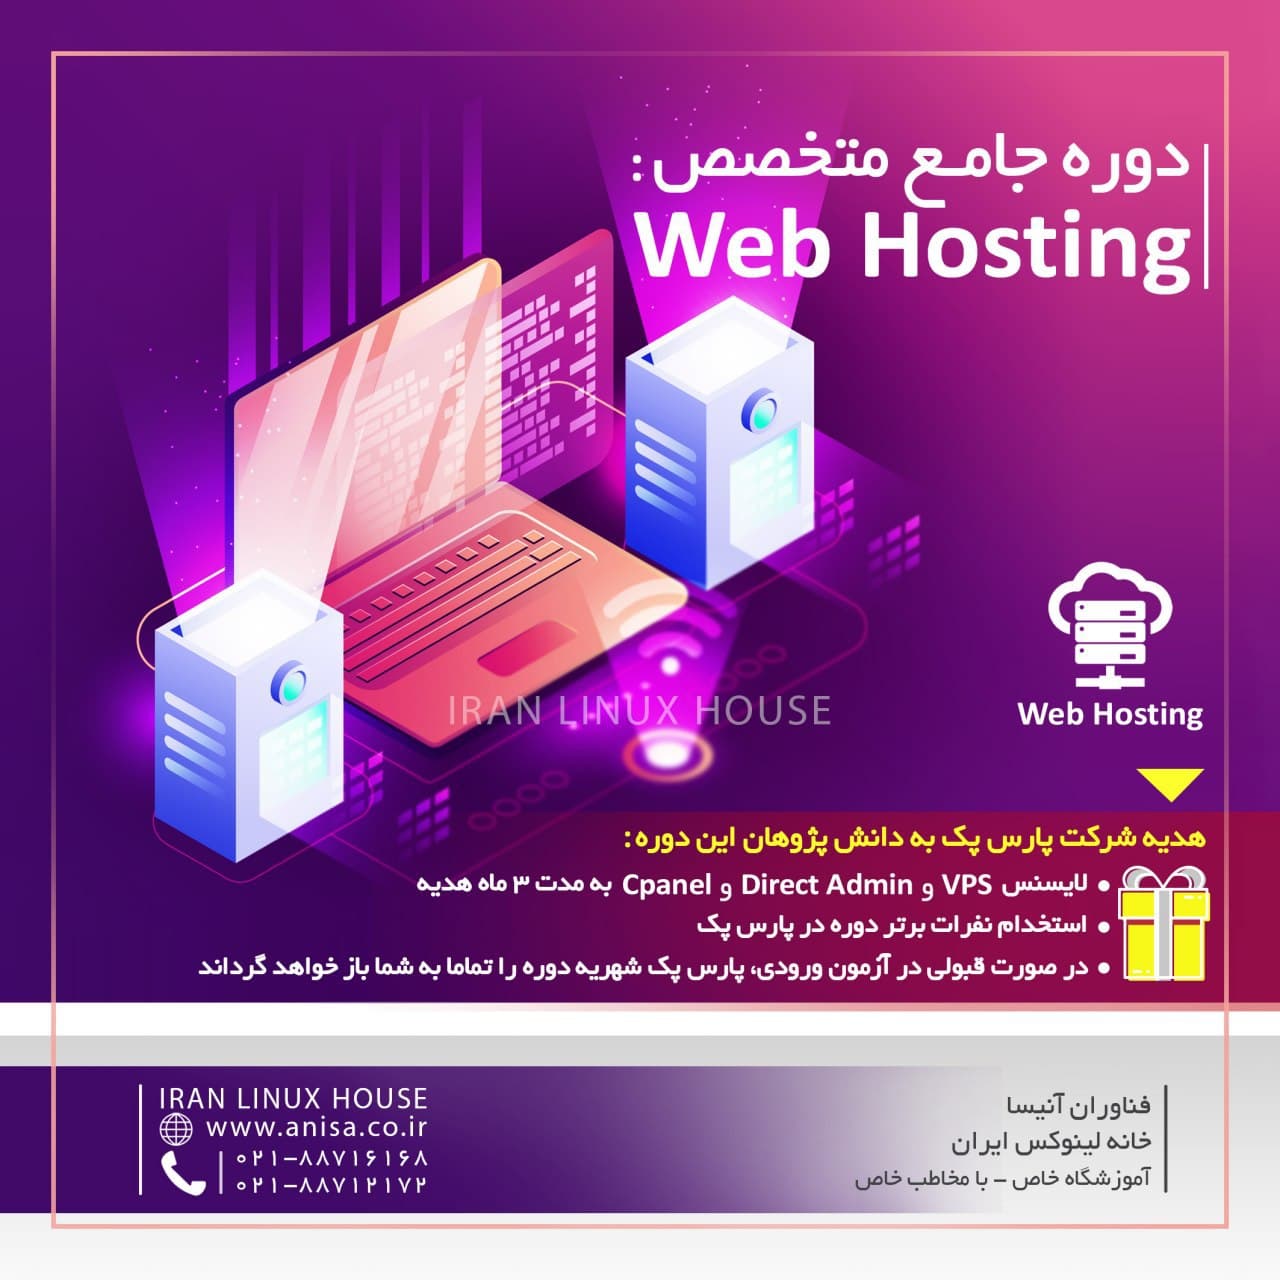 دوره جامع متخصص:
Web Hosting
IRAN LINUX HOUSE
Web Hosting
هدیه شرکت پارس پک به دانش پژوهان این دوره:
• لایسنس VPS و Direct Admin و Cpanel به مدت ۳ ماه هدیه
• استخدام نفرات برتر دوره در پارس پک
• در صورت قبولی در آزمون ورودی، پارس پک شهریه دوره را تماما به شما باز خواهد گرداند
فناوران آنیسا
خانه لینوکس ایران
آموزشگاه خاص - با مخاطب خاص
IRAN LINUX HOUSE
www.anisa.co.ir
۰۲۱-۸۸۷۱۶۱۶۸
۰۲۱-۸۸۷۱۲۱۷۲